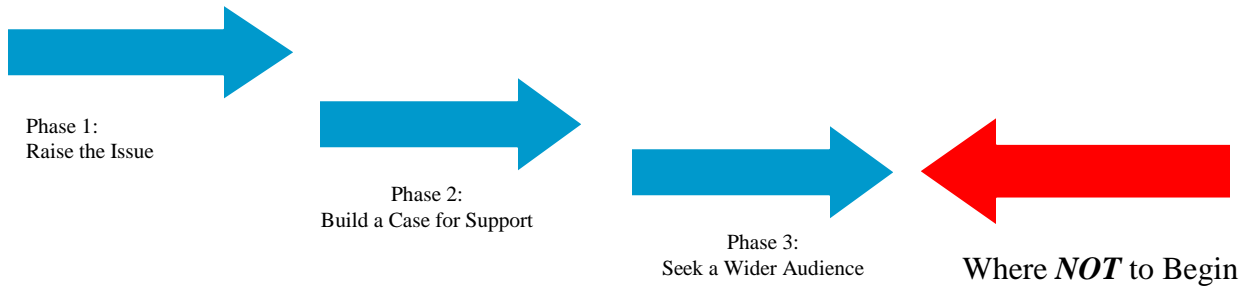 Phase 1:
Raise the Issue
Phase 2:
Build a Case for Support
Phase 3:
Seek a Wider Audience
Where NOT to Begin